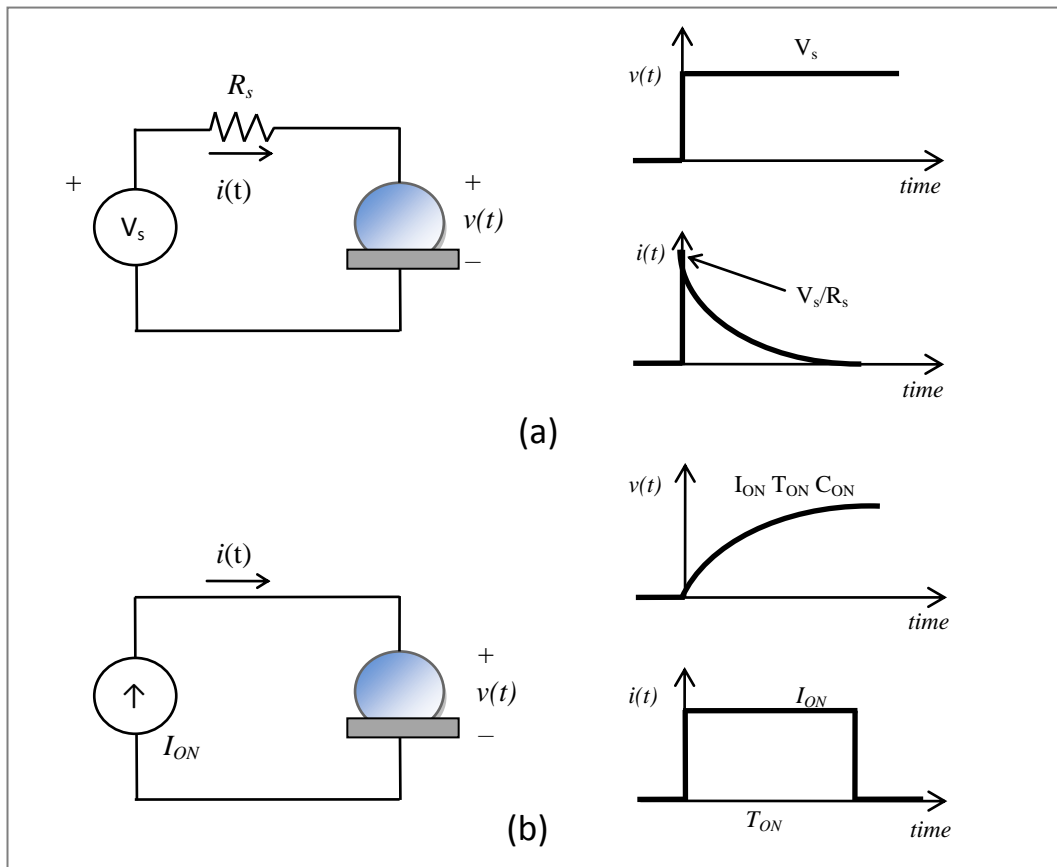 R_s
i(t)
+
V_s
+
v(t)
–
v(t)
V_s
time
i(t)
V_s/R_s
time
(a)
i(t)
↑
I_ON
+
v(t)
–
v(t)
I_ON T_ON C_ON
time
i(t)
I_ON
T_ON
time
(b)